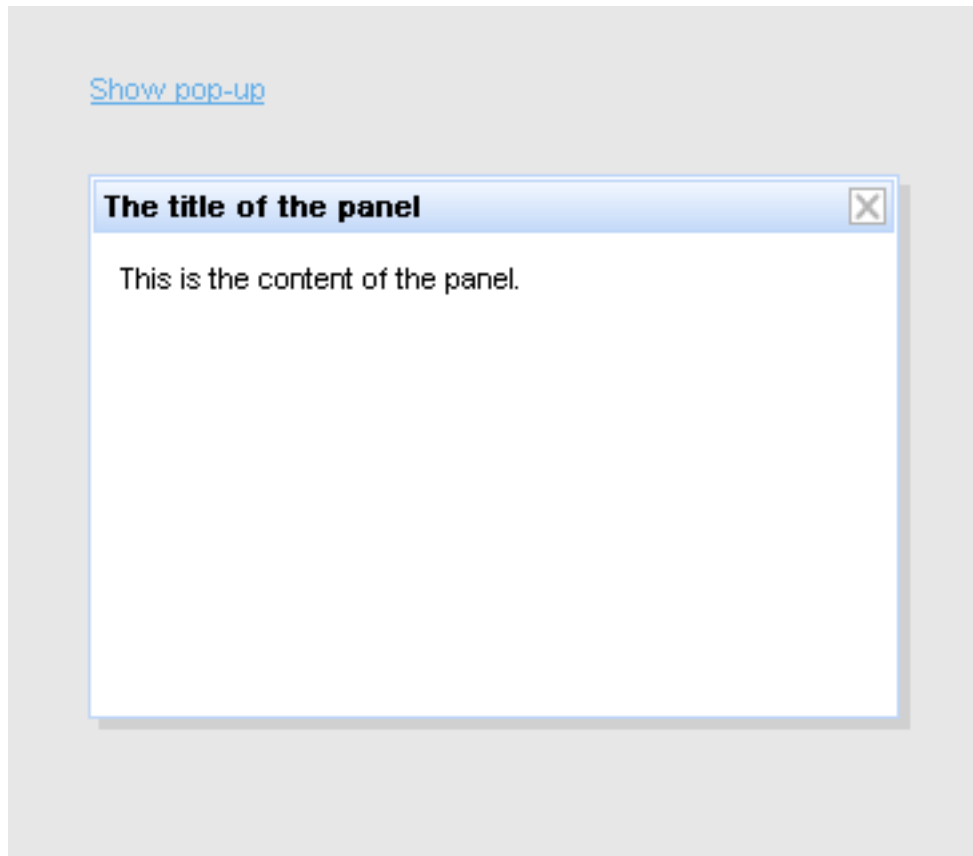 Show pop-up
The title of the panel
This is the content of the panel.